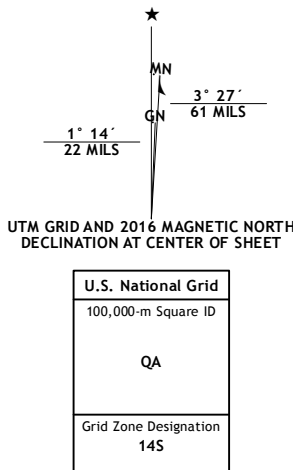 MN
GN
3° 27´
61 MILS
1° 14´
22 MILS
UTM GRID AND 2016 MAGNETIC NORTH
DECLINATION AT CENTER OF SHEET
U.S. National Grid
100,000-m Square ID
QA
Grid Zone Designation
14S